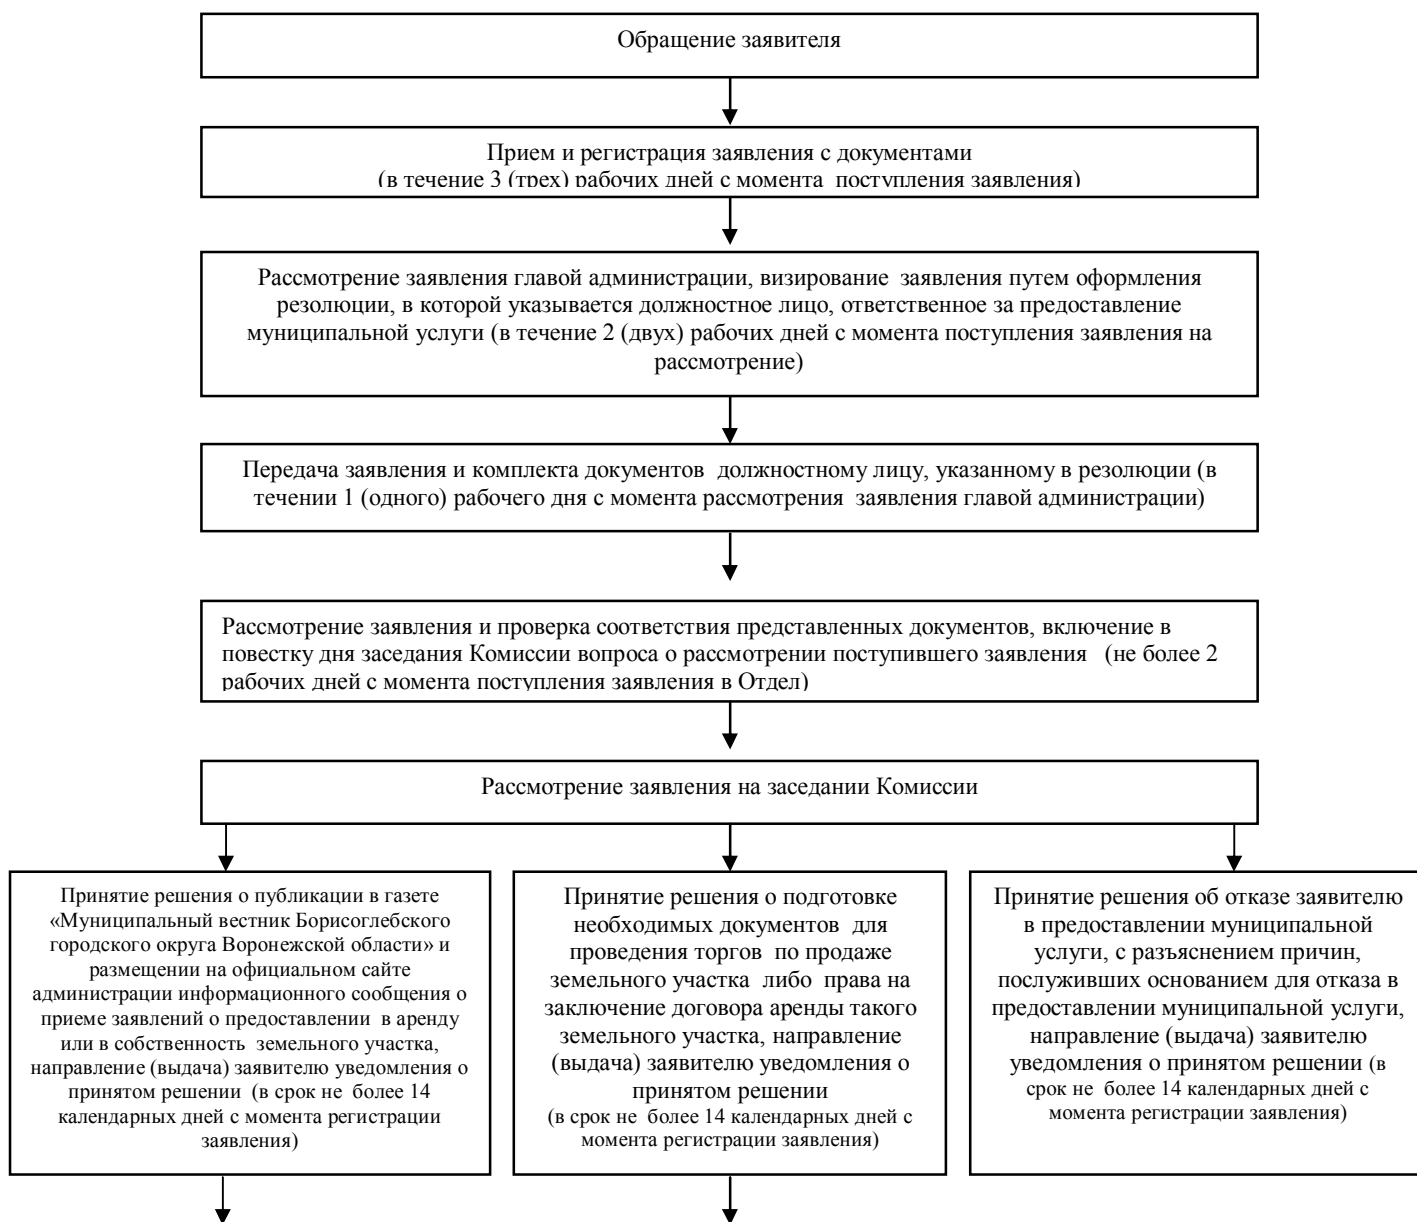 Обращение заявителя
Прием и регистрация заявления с документами
(в течение 3 (трех) рабочих дней с момента  поступления заявления)
Рассмотрение заявления главой администрации, визирование  заявления путем оформления
резолюции, в которой указывается должностное лицо, ответственное за предоставление
муниципальной услуги (в течение 2 (двух) рабочих дней с момента поступления заявления на
рассмотрение)
Передача заявления и комплекта документов  должностному лицу, указанному в резолюции (в
течении 1 (одного) рабочего дня с момента рассмотрения  заявления главой администрации)
Рассмотрение заявления и проверка соответствия представленных документов, включение в
повестку дня заседания Комиссии вопроса о рассмотрении поступившего заявления   (не более 2
рабочих дней с момента поступления заявления в Отдел)
Рассмотрение заявления на заседании Комиссии
Принятие решения о публикации в газете
«Муниципальный вестник Борисоглебского
городского округа Воронежской области» и
размещении на официальном сайте
администрации информационного сообщения о
приеме заявлений о предоставлении  в аренду
или в собственность  земельного участка,
направление (выдача) заявителю уведомления о
принятом решении  (в срок не  более 14
календарных дней с момента регистрации
заявления)
Принятие решения о подготовке
необходимых документов  для
проведения торгов  по продаже
земельного участка  либо права на
заключение договора аренды такого
земельного участка, направление
(выдача) заявителю уведомления о
принятом решении
(в срок не  более 14 календарных дней с
момента регистрации заявления)
Принятие решения об отказе заявителю
в предоставлении муниципальной
услуги, с разъяснением причин,
послуживших основанием для отказа в
предоставлении муниципальной услуги,
направление (выдача) заявителю
уведомления о принятом решении (в
срок не  более 14 календарных дней с
момента регистрации заявления)